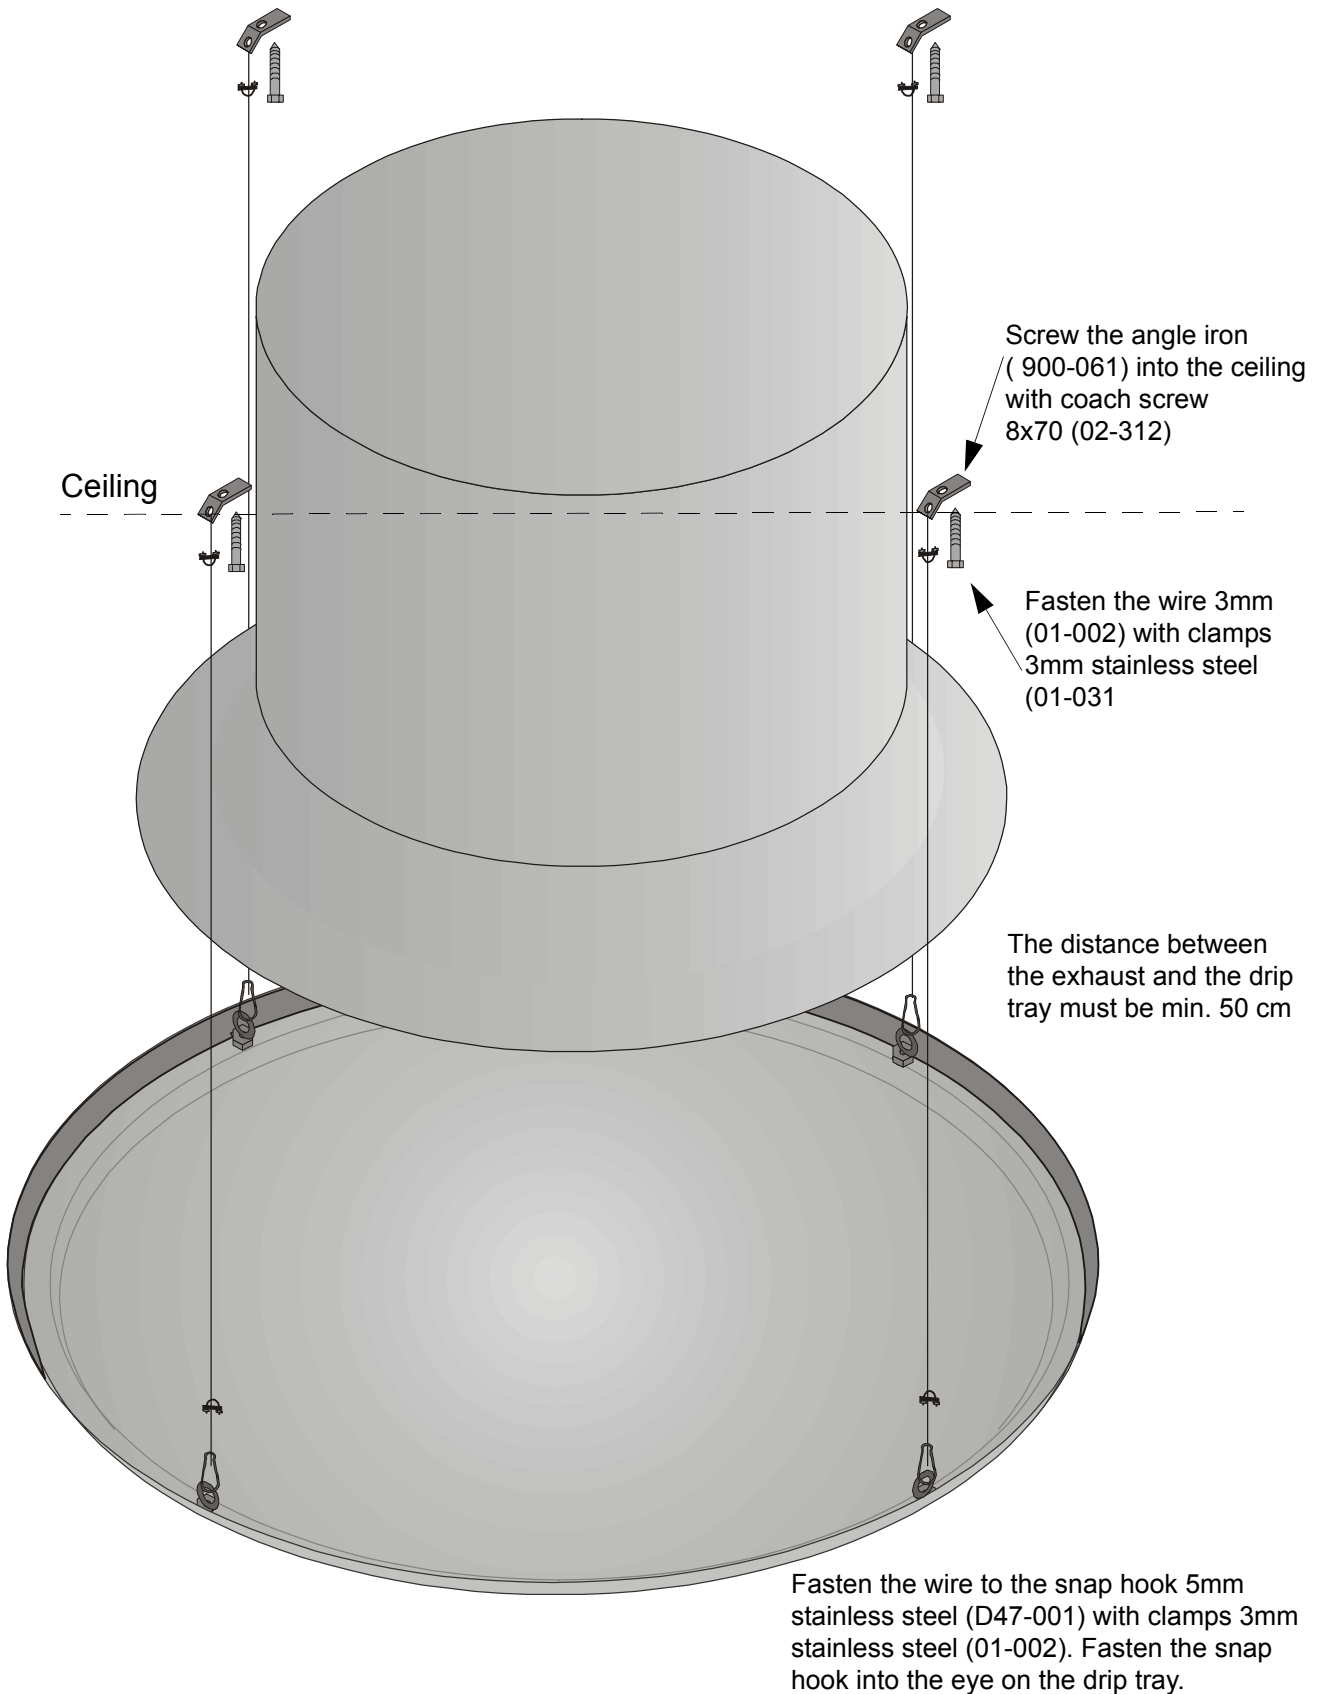 Screw the angle iron
( 900-061) into the ceiling
with coach screw
8x70 (02-312)
Ceiling
Fasten the wire 3mm
(01-002) with clamps
3mm stainless steel
(01-031
The distance between
the exhaust and the drip
tray must be min. 50 cm
Fasten the wire to the snap hook 5mm
stainless steel (D47-001) with clamps 3mm
stainless steel (01-002). Fasten the snap
hook into the eye on the drip tray.